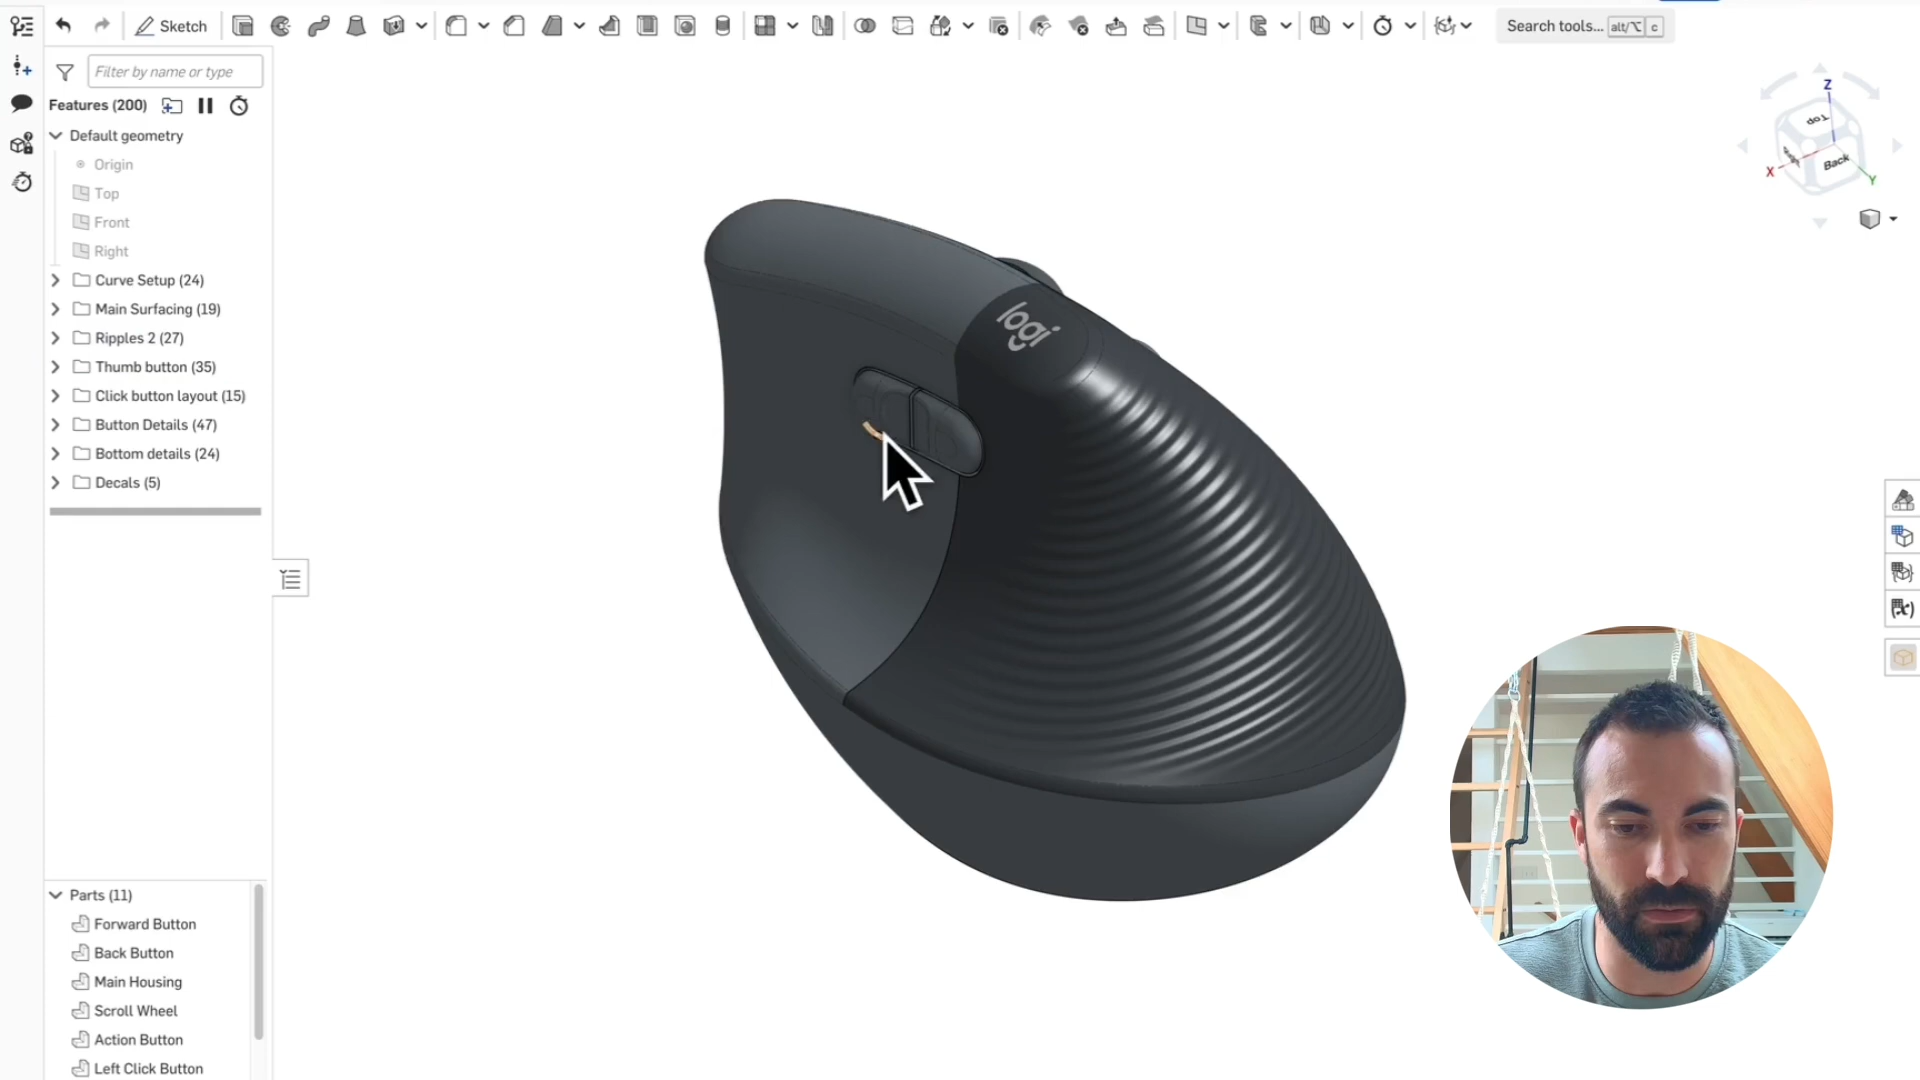 Sketch
Search tools... alt/⌥ c
Filter by name or type
Features (200)
Default geometry
Origin
Top
Front
Right
Curve Setup (24)
Main Surfacing (19)
Ripples 2 (27)
Thumb button (35)
Click button layout (15)
Button Details (47)
Bottom details (24)
Decals (5)
Parts (11)
Forward Button
Back Button
Main Housing
Scroll Wheel
Action Button
Left Click Button
logi
Z
Top
Right
Back
X
Y
(x)